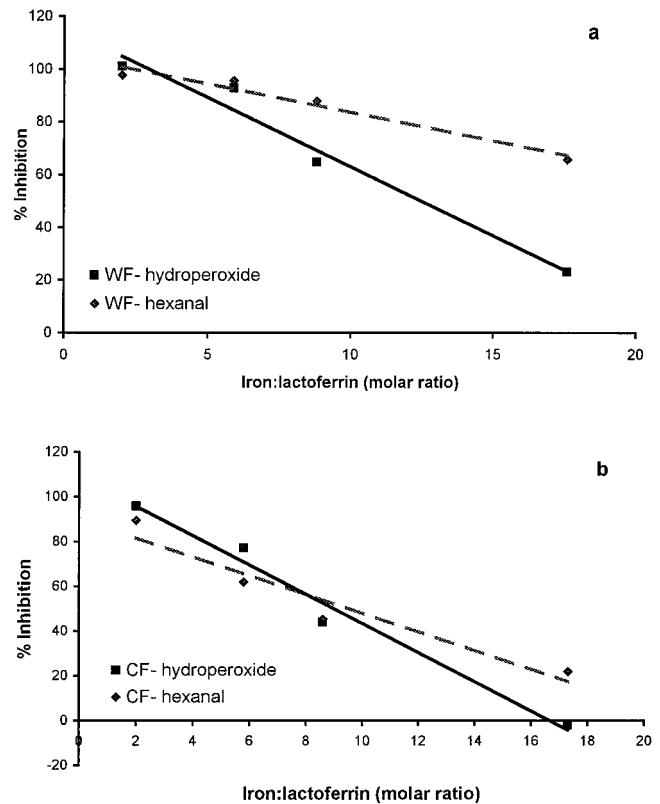 120
a
100
80
60
40
20
0
% Inhibition
WF- hydroperoxide
WF- hexanal
0 5 10 15 20
Iron:lactoferrin (molar ratio)
120
b
100
80
60
40
20
0
-20
% Inhibition
CF- hydroperoxide
CF- hexanal
0 2 4 6 8 10 12 14 16 18 20
Iron:lactoferrin (molar ratio)